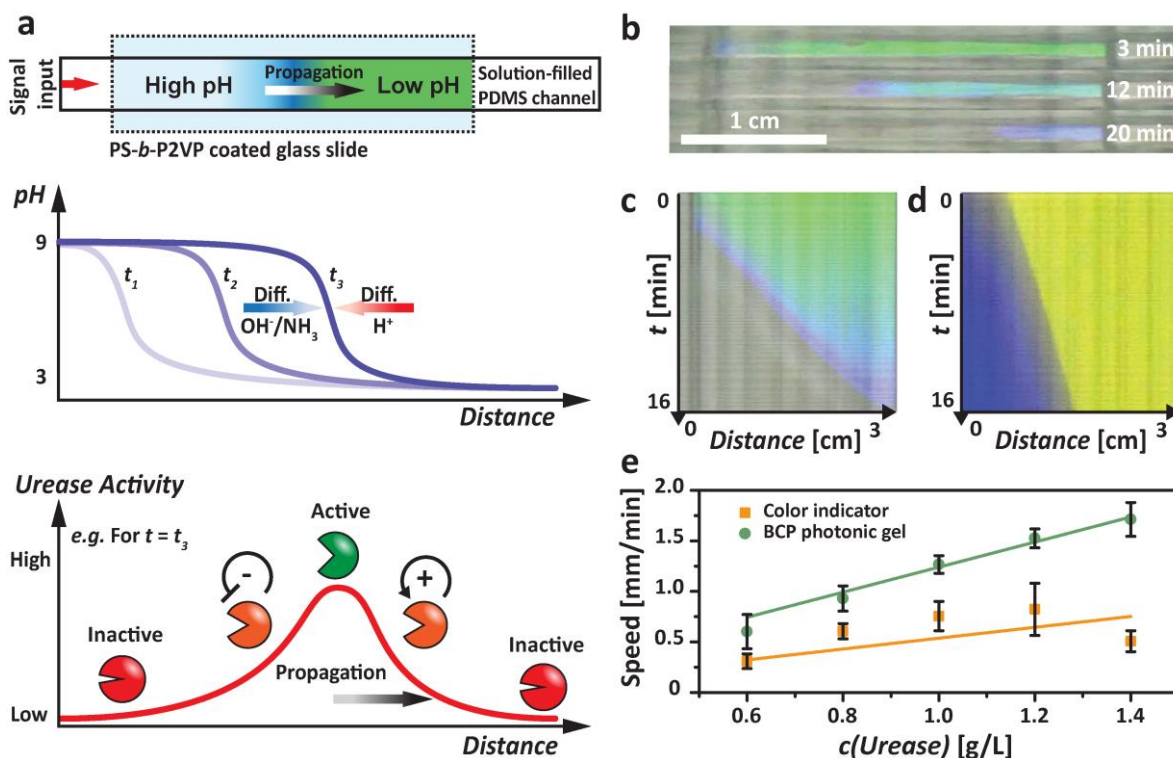 a
Signal
input
High pH
Propagation
Low pH
Solution-filled
PDMS channel
PS-b-P2VP coated glass slide
pH
9
3
t1
t2
t3
Diff.
OH-/NH3
Diff.
H+
Distance
Urease Activity
e.g. For t = t3
High
Low
Active
-
+
Inactive
Inactive
Propagation
Distance
b
3 min
12 min
20 min
1 cm
c
0
t [min]
16
0
3
Distance [cm]
d
0
t [min]
16
0
3
Distance [cm]
e
Color indicator
BCP photonic gel
Speed [mm/min]
2.0
1.5
1.0
0.5
0
0.6
0.8
1.0
1.2
1.4
c(Urease) [g/L]